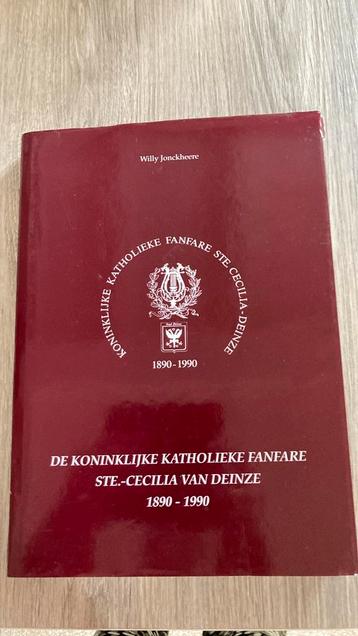 Willy Jonckheere
KONINKLIJKE KATHOLIEKE FANFARE STE.CECILIA-DEINZE
1890-1990
DE KONINKLIJKE KATHOLIEKE FANFARE
STE.-CECILIA VAN DEINZE
1890 - 1990